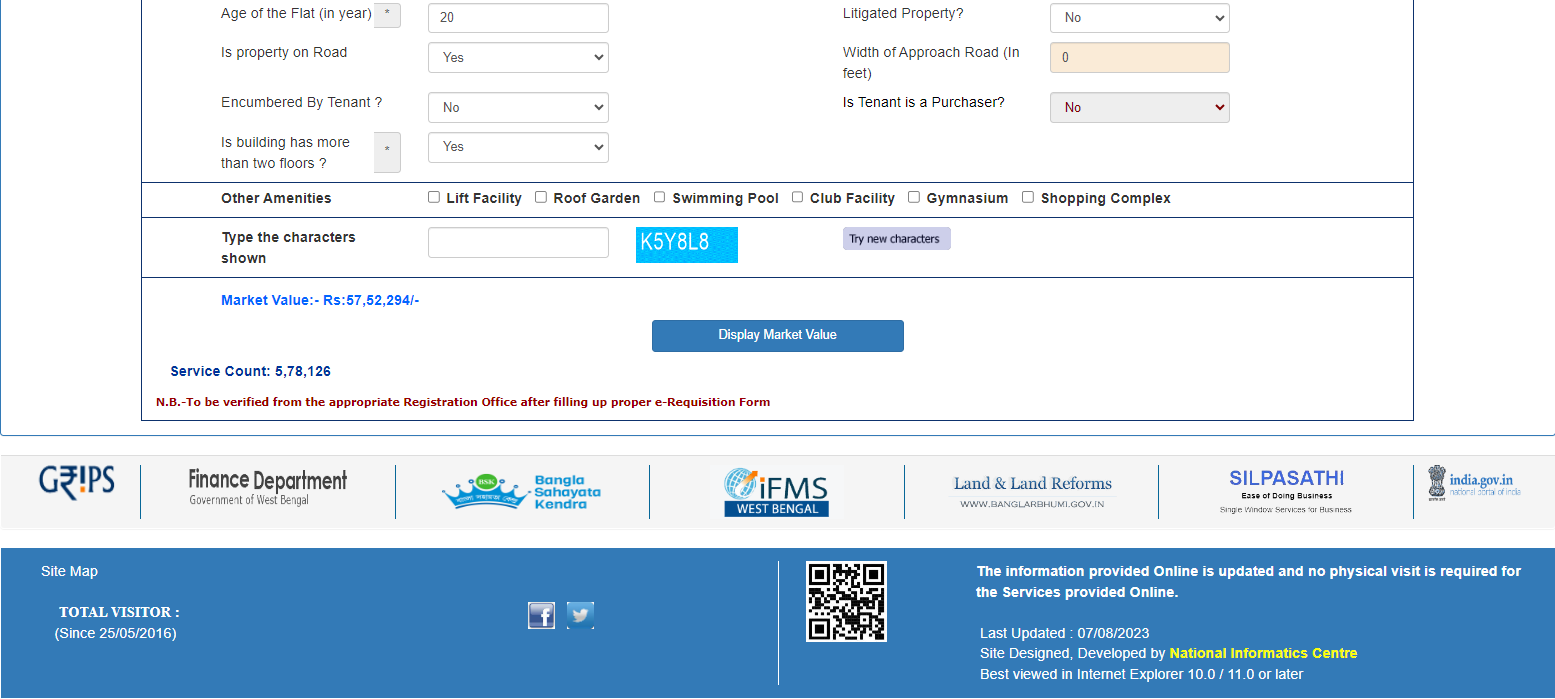 Age of the Flat (in year) * 20 Litigated Property? No
Is property on Road Yes Width of Approach Road (In
feet) 0
Encumbered By Tenant ? No Is Tenant is a Purchaser? No
Is building has more
than two floors ? * Yes
Other Amenities Lift Facility Roof Garden Swimming Pool Club Facility Gymnasium Shopping Complex
Type the characters
shown K5Y8L8 Try new characters
Market Value:- Rs:57,52,294/-
Display Market Value
Service Count: 5,78,126
N.B.-To be verified from the appropriate Registration Office after filling up proper e-Requisition Form
GRIPS
Finance Department
Government of West Bengal
BSK
বাংলা সহায়তা কেন্দ্র
Bangla
Sahayata
Kendra
iFMS
WEST BENGAL
Land & Land Reforms
WWW.BANGLARBHUMI.GOV.IN
SILPASATHI
Ease of Doing Business
Single Window Services for Business
india.gov.in
national portal of india
Site Map
TOTAL VISITOR :
(Since 25/05/2016)
The information provided Online is updated and no physical visit is required for
the Services provided Online.
Last Updated : 07/08/2023
Site Designed, Developed by National Informatics Centre
Best viewed in Internet Explorer 10.0 / 11.0 or later